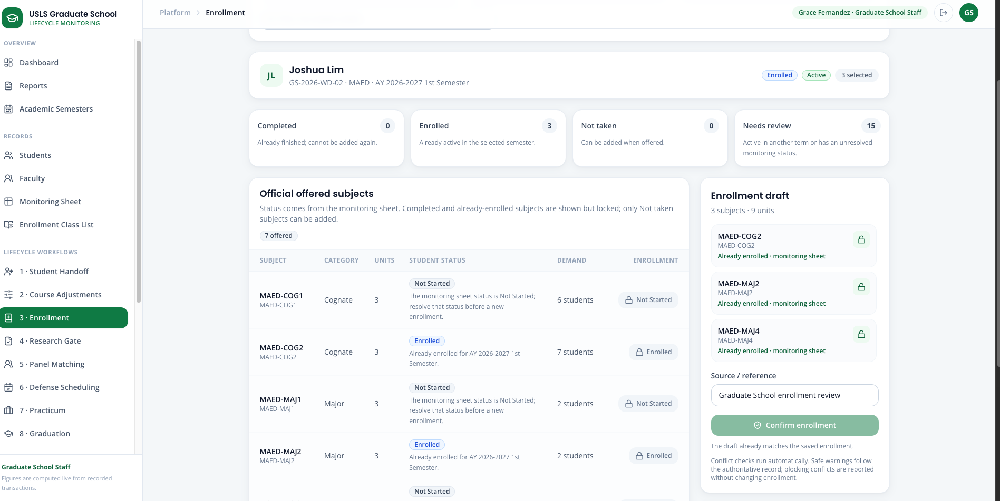 USLS Graduate School
LIFECYCLE MONITORING
OVERVIEW
Dashboard
Reports
Academic Semesters
RECORDS
Students
Faculty
Monitoring Sheet
Enrollment Class List
LIFECYCLE WORKFLOWS
1 · Student Handoff
2 · Course Adjustments
3 · Enrollment
4 · Research Gate
5 · Panel Matching
6 · Defense Scheduling
7 · Practicum
8 · Graduation
Graduate School Staff
Figures are computed live from recorded
transactions.
Platform > Enrollment
Grace Fernandez · Graduate School Staff
GS
JL
Joshua Lim
GS-2026-WD-02 · MAED · AY 2026-2027 1st Semester
Enrolled Active 3 selected
Completed 0
Already finished; cannot be added again.
Enrolled 3
Already active in the selected semester.
Not taken 0
Can be added when offered.
Needs review 15
Active in another term or has an unresolved
monitoring status.
Official offered subjects
Status comes from the monitoring sheet. Completed and already-enrolled subjects are shown but locked; only Not taken
subjects can be added.
7 offered
SUBJECT CATEGORY UNITS STUDENT STATUS DEMAND ENROLLMENT
MAED-COG1
MAED-COG1
Cognate
3
Not Started
The monitoring sheet status is Not Started;
resolve that status before a new
enrollment.
6 students
Not Started
MAED-COG2
MAED-COG2
Cognate
3
Enrolled
Already enrolled for AY 2026-2027 1st
Semester.
7 students
Enrolled
MAED-MAJ1
MAED-MAJ1
Major
3
Not Started
The monitoring sheet status is Not Started;
resolve that status before a new
enrollment.
2 students
Not Started
MAED-MAJ2
MAED-MAJ2
Major
3
Enrolled
Already enrolled for AY 2026-2027 1st
Semester.
2 students
Enrolled
Not Started
Enrollment draft
3 subjects · 9 units
MAED-COG2
MAED-COG2
Already enrolled · monitoring sheet
MAED-MAJ2
MAED-MAJ2
Already enrolled · monitoring sheet
MAED-MAJ4
MAED-MAJ4
Already enrolled · monitoring sheet
Source / reference
Graduate School enrollment review
Confirm enrollment
The draft already matches the saved enrollment.
Conflict checks run automatically. Safe warnings follow
the authoritative record; blocking conflicts are reported
without changing enrollment.